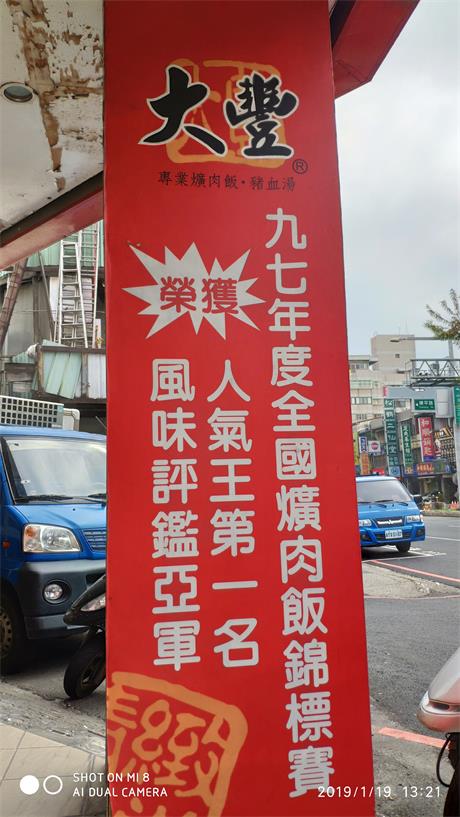 大豐®
專業爌肉飯・豬血湯
九七年度全國爌肉飯錦標賽
榮獲
人氣王第一名
風味評鑑亞軍
SHOT ON MI 8
AI DUAL CAMERA
2019/1/19 13:21